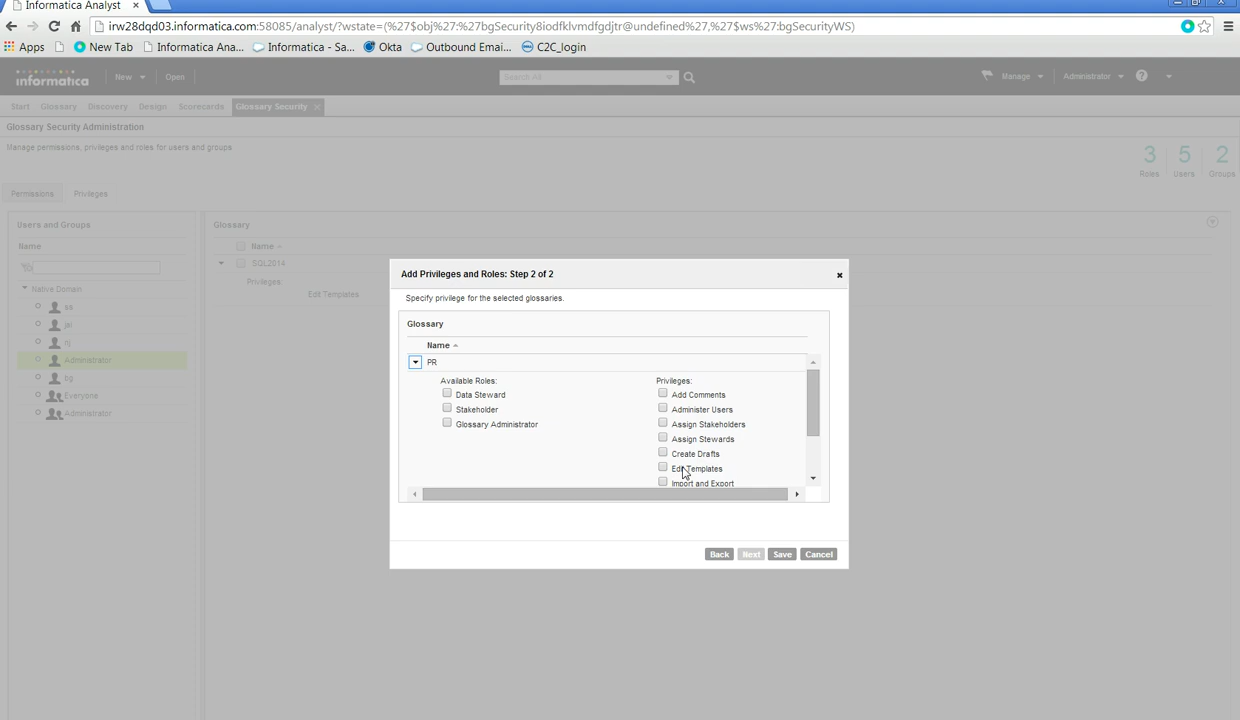 Informatica Analyst
irw28dqd03.informatica.com:58085/analyst/?wstate=(%27$obj%27:%27bgSecurity8iodfklvmdfgdjtr@undefined%27,%27$ws%27:bgSecurityWS)
Apps New Tab Informatica Ana... Informatica - Sa... Okta Outbound Emai... C2C_login
informatica New Open Search All Manage Administrator ?
Start Glossary Discovery Design Scorecards Glossary Security
Glossary Security Administration
Manage permissions, privileges and roles for users and groups
3 5 2
Roles Users Groups
Permissions Privileges
Users and Groups
Name
Native Domain
Administrator
bg
Everyone
Administrator
Glossary
Name
SQL2014
Privileges:
Edit Templates
Add Privileges and Roles: Step 2 of 2
Specify privilege for the selected glossaries.
Glossary
Name
PR
Available Roles: Privileges:
Data Steward Add Comments
Stakeholder Administer Users
Glossary Administrator Assign Stakeholders
Assign Stewards
Create Drafts
Edit Templates
Import and Export
Back Next Save Cancel